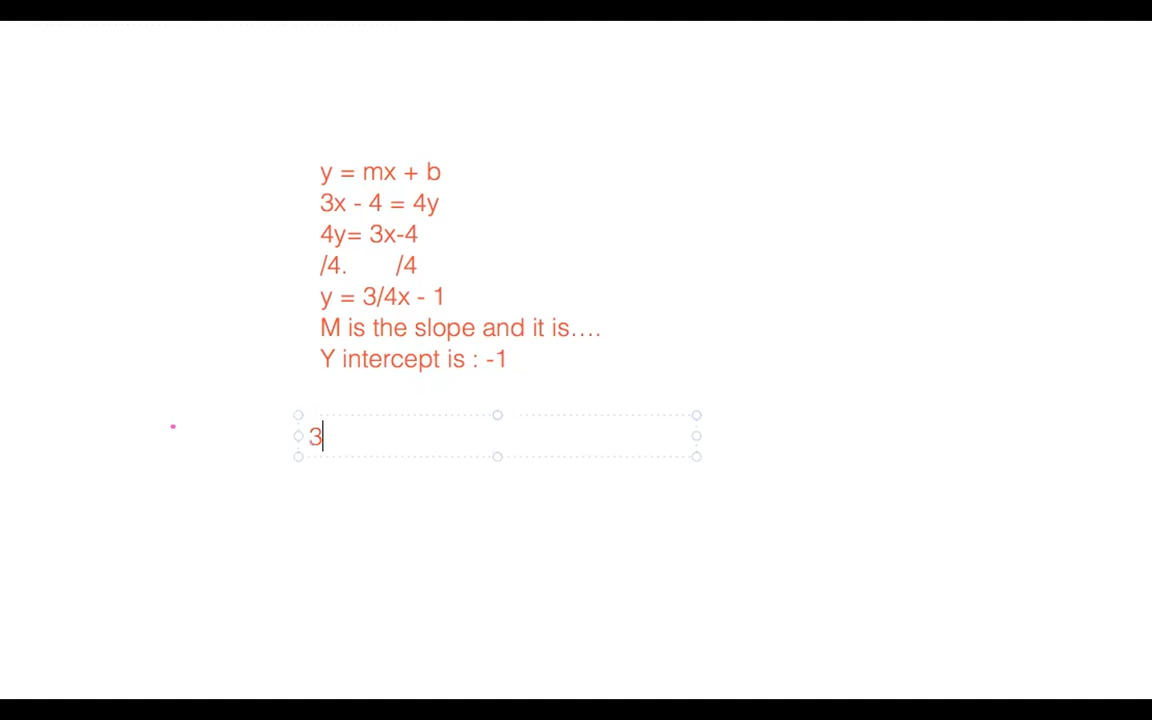 y = mx + b
3x - 4 = 4y
4y= 3x-4
/4. /4
y = 3/4x - 1
M is the slope and it is….
Y intercept is : -1
3